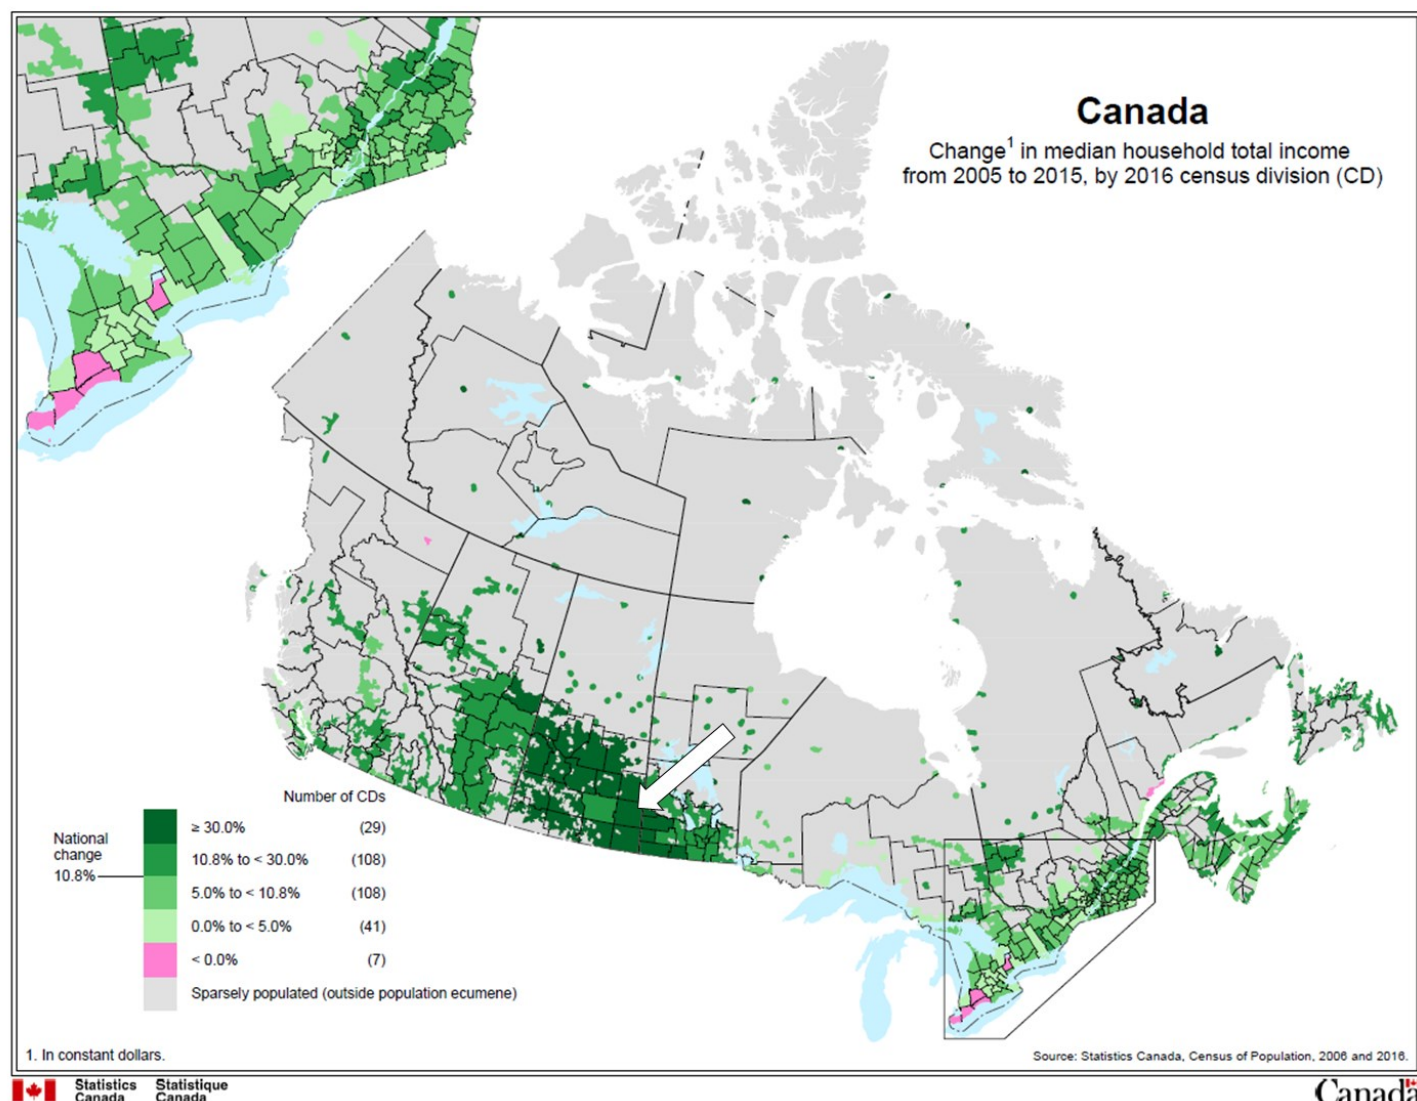 Canada
Change¹ in median household total income
from 2005 to 2015, by 2016 census division (CD)
Number of CDs
National
change
10.8%
≥ 30.0% (29)
10.8% to < 30.0% (108)
5.0% to < 10.8% (108)
0.0% to < 5.0% (41)
< 0.0% (7)
Sparsely populated (outside population ecumene)
1. In constant dollars.
Source: Statistics Canada, Census of Population, 2006 and 2016.
Statistics Statistique
Canada Canada
Canada